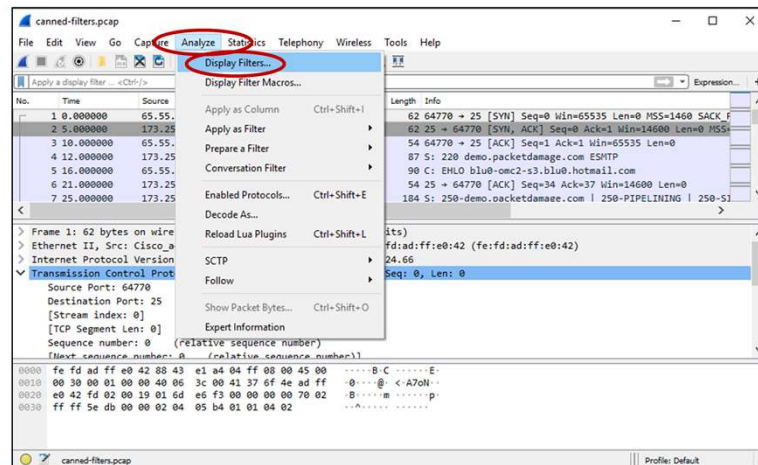 canned-filters.pcap
File Edit View Go Capture Analyze Statistics Telephony Wireless Tools Help
Apply a display filter ... <Ctrl-/>
Expression...
+
Display Filters...
Display Filter Macros...
Apply as Column Ctrl+Shift+I
Apply as Filter
Prepare a Filter
Conversation Filter
Enabled Protocols... Ctrl+Shift+E
Decode As...
Reload Lua Plugins Ctrl+Shift+L
SCTP
Follow
Show Packet Bytes... Ctrl+Shift+O
Expert Information
No. Time Source Length Info
1 0.000000 65.55. 62 64770 → 25 [SYN] Seq=0 Win=65535 Len=0 MSS=1460 SACK_P
2 5.000000 173.25 62 25 → 64770 [SYN, ACK] Seq=0 Ack=1 Win=14600 Len=0 MSS=
3 10.000000 65.55. 54 64770 → 25 [ACK] Seq=1 Ack=1 Win=65535 Len=0
4 12.000000 173.25 87 S: 220 demo.packetdamage.com ESMTP
5 16.000000 65.55. 90 C: EHLO blu0-omc2-s3.blu0.hotmail.com
6 21.000000 173.25 54 25 → 64770 [ACK] Seq=34 Ack=37 Win=14600 Len=0
7 25.000000 173.25 184 S: 250-demo.packetdamage.com | 250-PIPELINING | 250-SI
Frame 1: 62 bytes on wire its)
Ethernet II, Src: Cisco_a fd:ad:ff:e0:42 (fe:fd:ad:ff:e0:42)
Internet Protocol Version 24.66
Transmission Control Prot Seq: 0, Len: 0
Source Port: 64770
Destination Port: 25
[Stream index: 0]
[TCP Segment Len: 0]
Sequence number: 0 (relative sequence number)
[Next sequence number: 0 (relative sequence number)]
0000 fe fd ad ff e0 42 88 43 e1 a4 04 ff 08 00 45 00 ·····B·C ······E·
0010 00 30 00 01 00 00 40 06 3c 00 41 37 6f 4e ad ff ·0····@· <·A7oN··
0020 e0 42 fd 02 00 19 01 6d e6 f3 00 00 00 00 70 02 ·B·····m ······p·
0030 ff ff 5e db 00 00 02 04 05 b4 01 01 04 02 ··^····· ······
canned-filters.pcap
Profile: Default